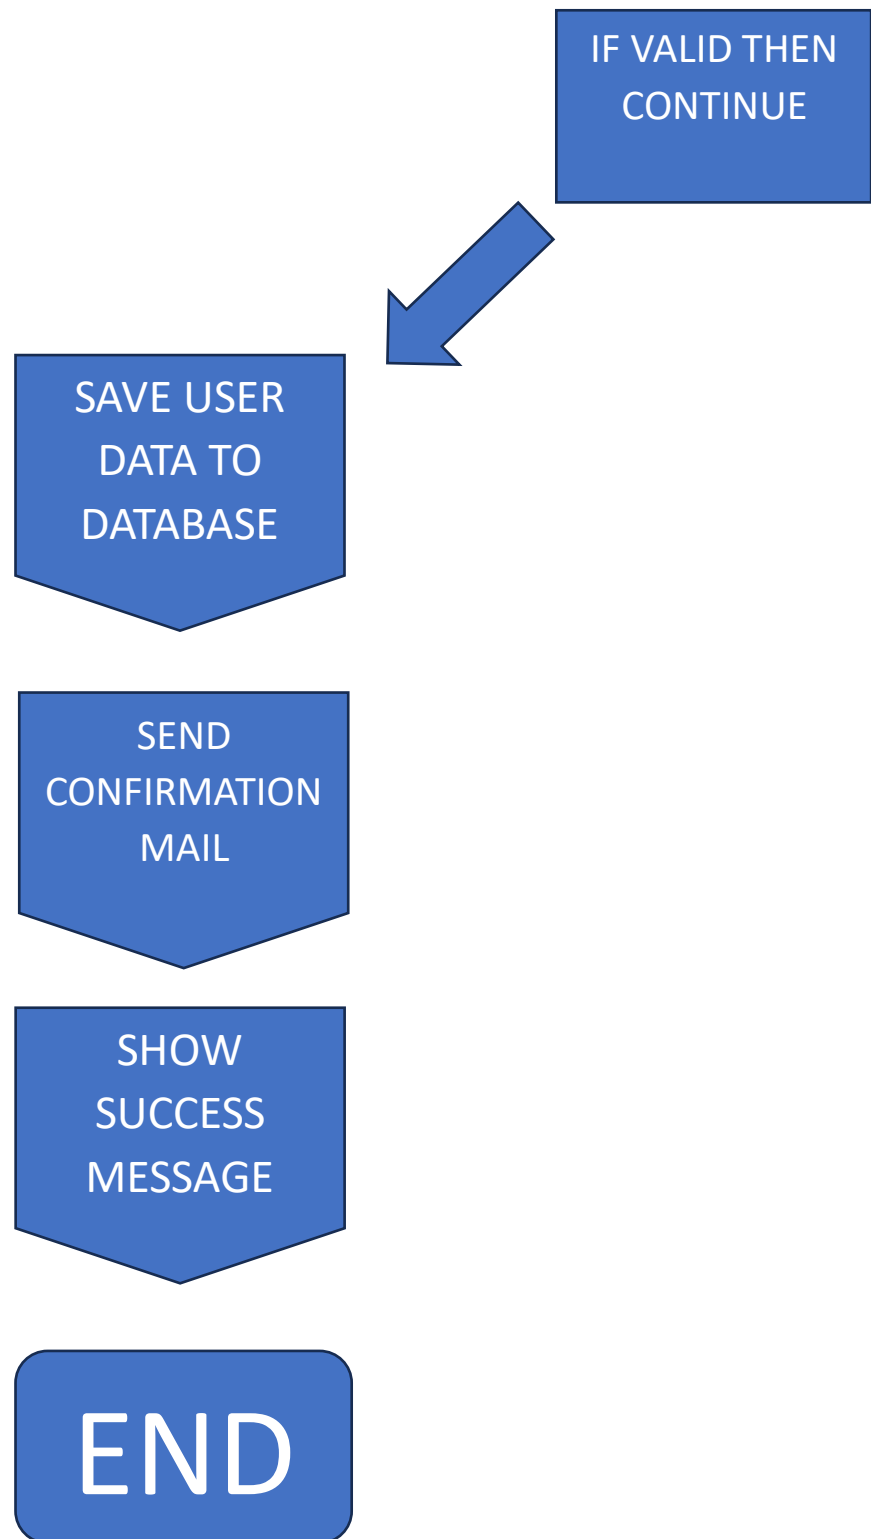 IF VALID THEN
CONTINUE
SAVE USER
DATA TO
DATABASE
SEND
CONFIRMATION
MAIL
SHOW
SUCCESS
MESSAGE
END